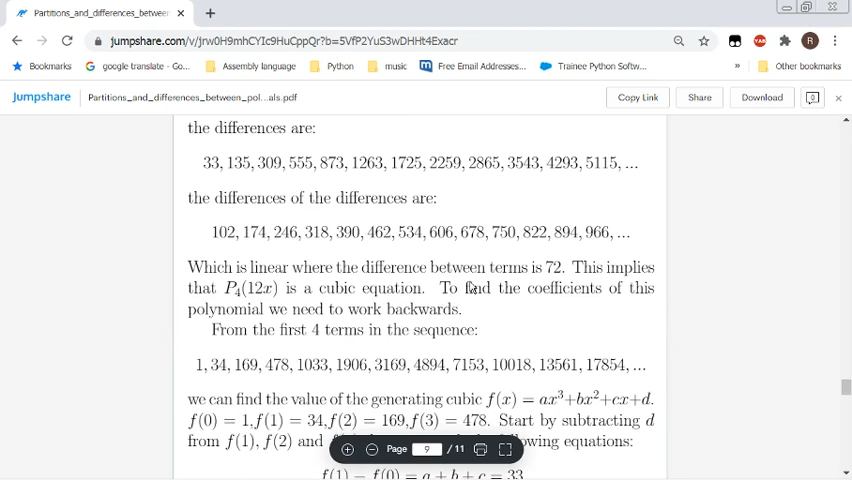 Partitions_and_differences_betwee
jumpshare.com/v/jrw0H9mhCYIc9HuCppQr?b=5VfP2YuS3wDHHt4Exacr
R
Bookmarks google translate - Go... Assembly language Python music Free Email Addresses... Trainee Python Softw... » Other bookmarks
Jumpshare Partitions_and_differences_between_pol...als.pdf Copy Link Share Download 0
the differences are:
33, 135, 309, 555, 873, 1263, 1725, 2259, 2865, 3543, 4293, 5115, ...
the differences of the differences are:
102, 174, 246, 318, 390, 462, 534, 606, 678, 750, 822, 894, 966, ...
Which is linear where the difference between terms is 72. This implies
that P₄(12x) is a cubic equation. To find the coefficients of this
polynomial we need to work backwards.
From the first 4 terms in the sequence:
1, 34, 169, 478, 1033, 1906, 3169, 4894, 7153, 10018, 13561, 17854, ...
we can find the value of the generating cubic f(x) = ax³+bx²+cx+d.
f(0) = 1,f(1) = 34,f(2) = 169,f(3) = 478. Start by subtracting d
from f(1), f(2) and owing equations:
Page 9 / 11
f(1) − f(0) = a + b + c = 33